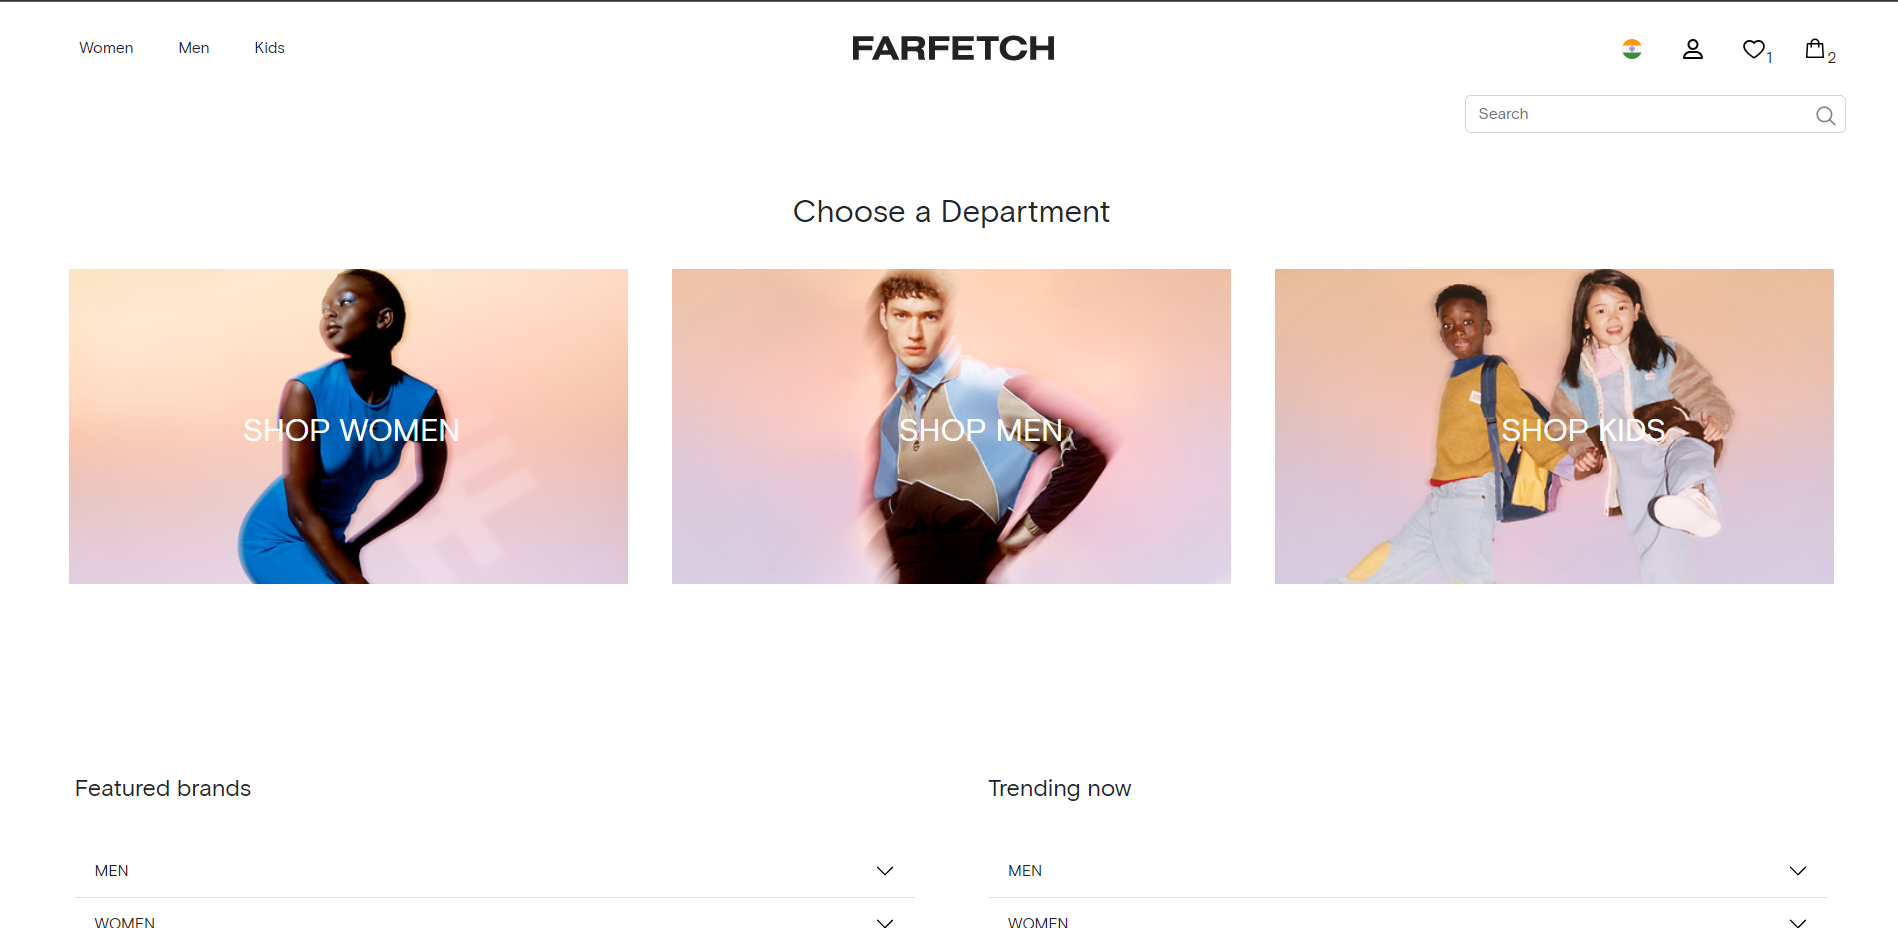 Women Men Kids
FARFETCH
1
2
Search
Choose a Department
SHOP WOMEN
SHOP MEN
SHOP KIDS
Featured brands
MEN
WOMEN
Trending now
MEN
WOMEN